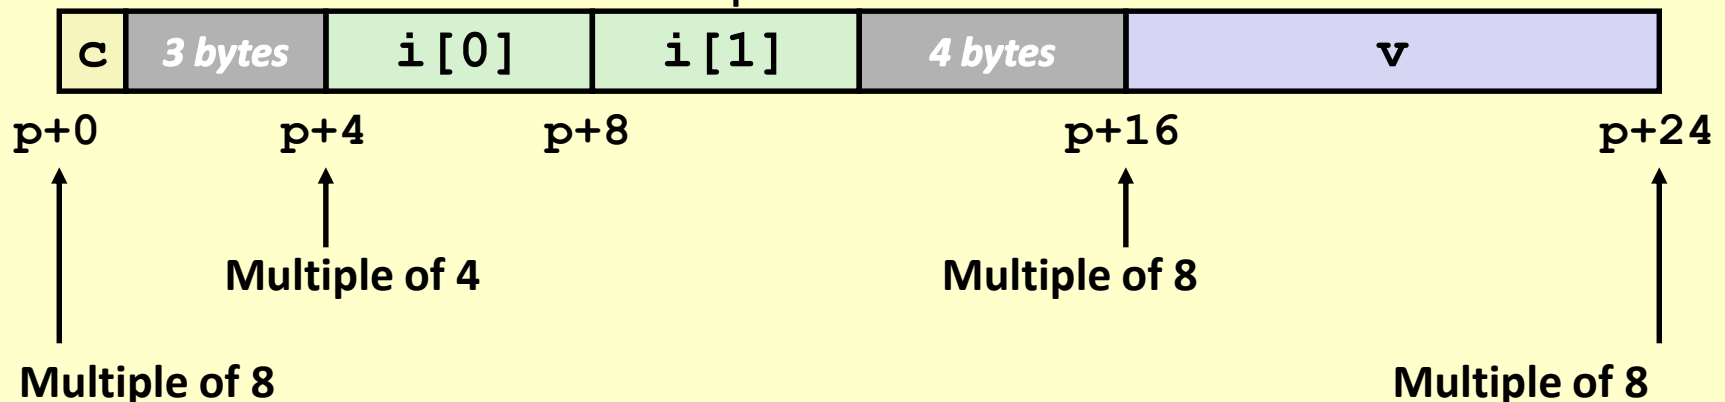 c 3 bytes i[0] i[1] 4 bytes v
p+0 p+4 p+8 p+16 p+24
Multiple of 4 Multiple of 8
Multiple of 8 Multiple of 8